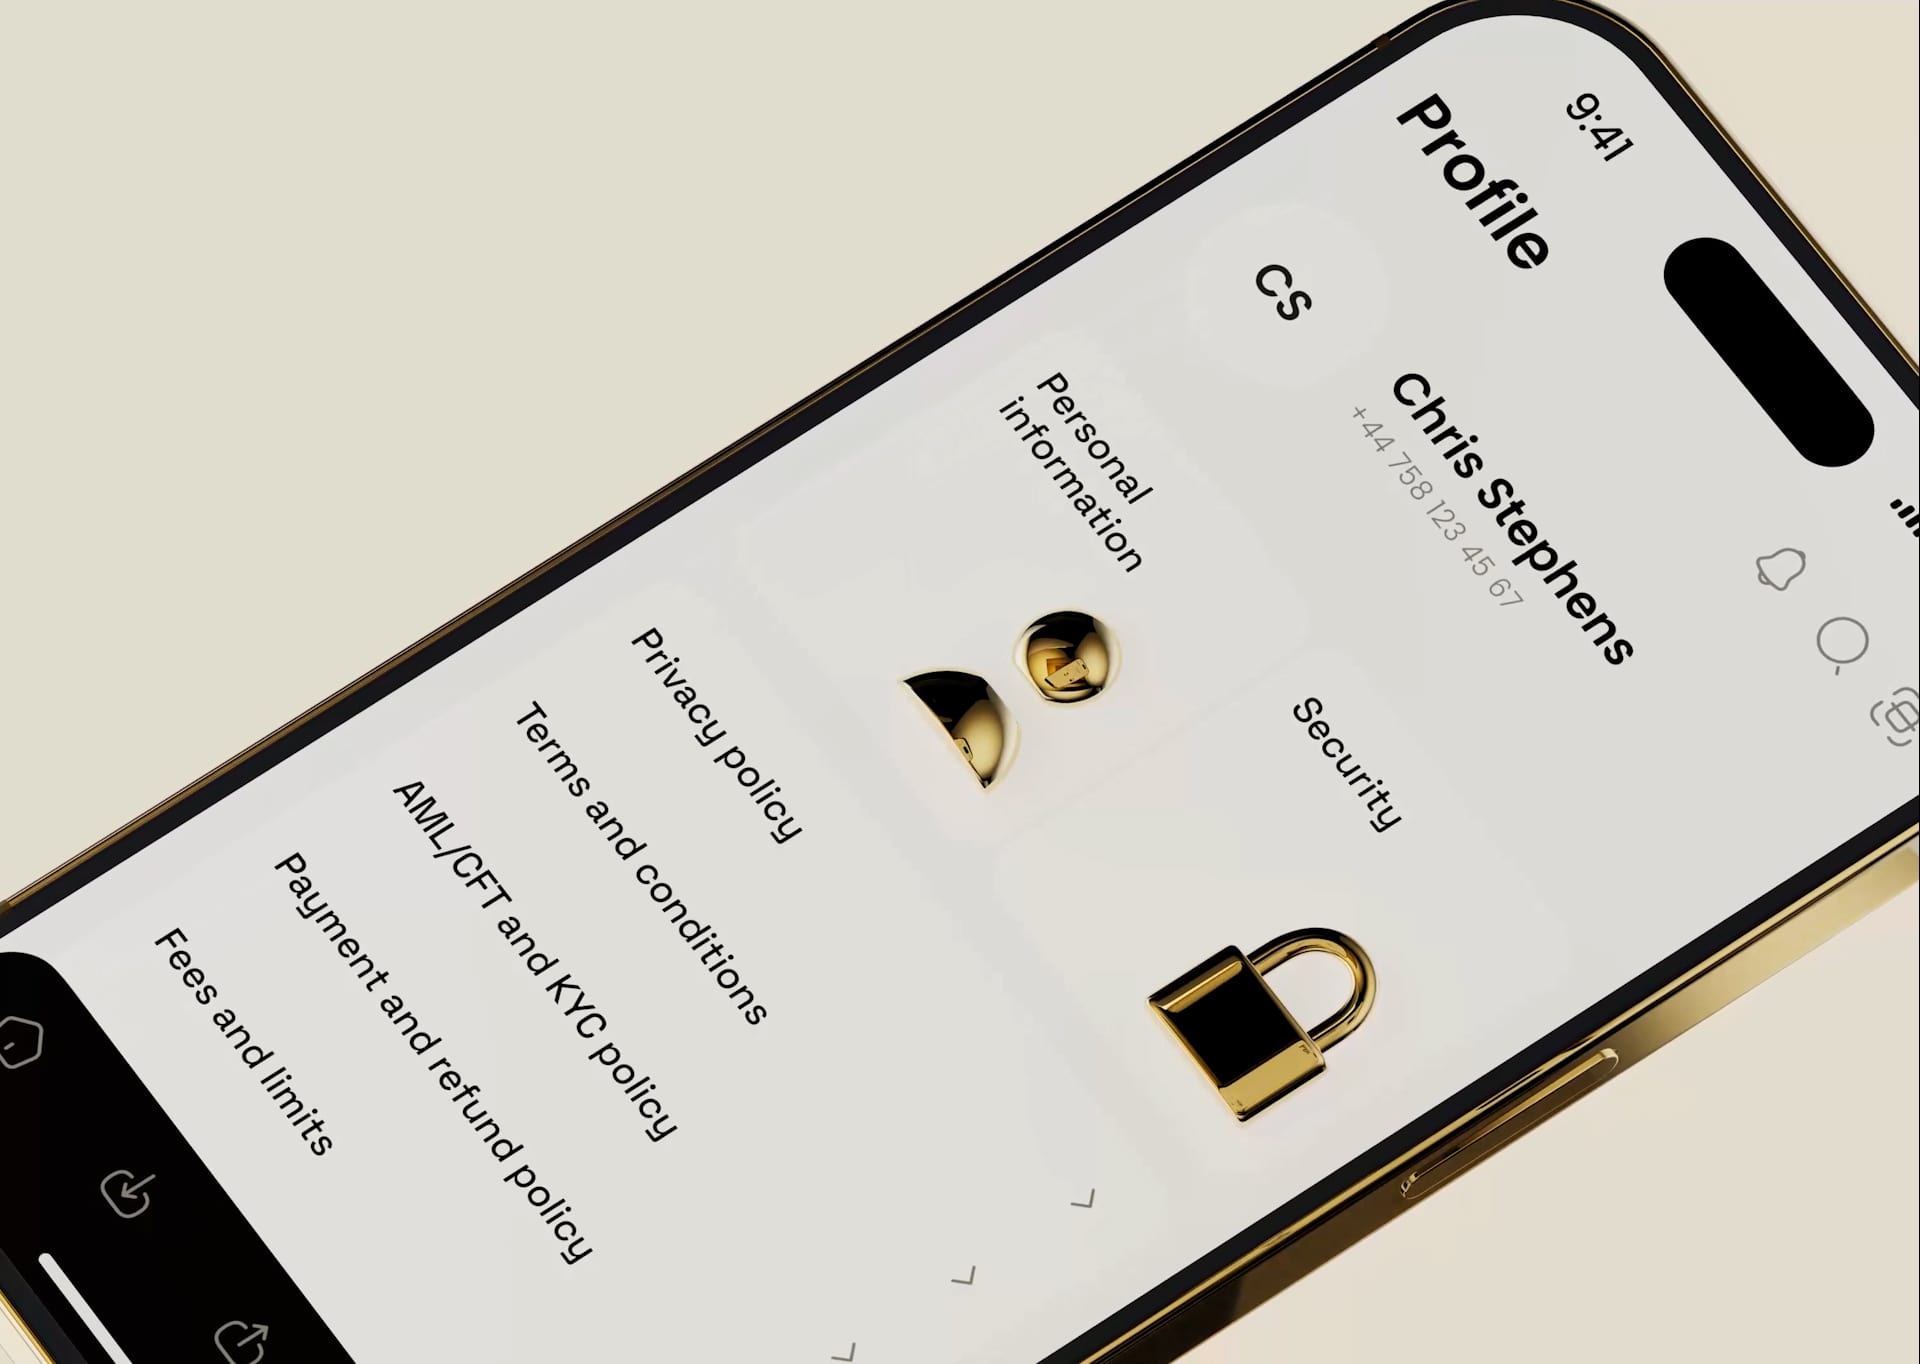 9:41
Profile
CS
Chris Stephens
+44 758 123 45 67
Personal
information
Security
Privacy policy
Terms and conditions
AML/CFT and KYC policy
Payment and refund policy
Fees and limits